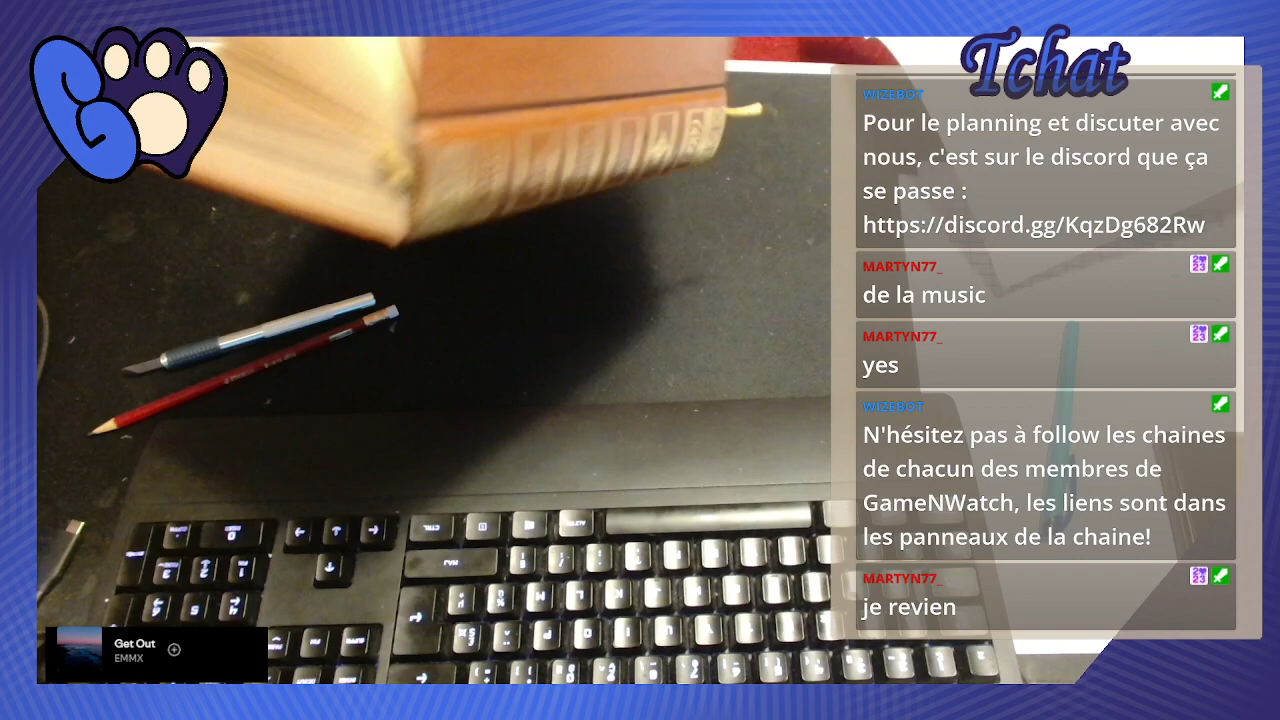 Tchat
WIZEBOT
Pour le planning et discuter avec
nous, c'est sur le discord que ça
se passe :
https://discord.gg/KqzDg682Rw
MARTYN77_
de la music
MARTYN77_
yes
WIZEBOT
N'hésitez pas à follow les chaines
de chacun des membres de
GameNWatch, les liens sont dans
les panneaux de la chaine!
MARTYN77_
je revien
Get Out
EMMX
CTRL
MAJ